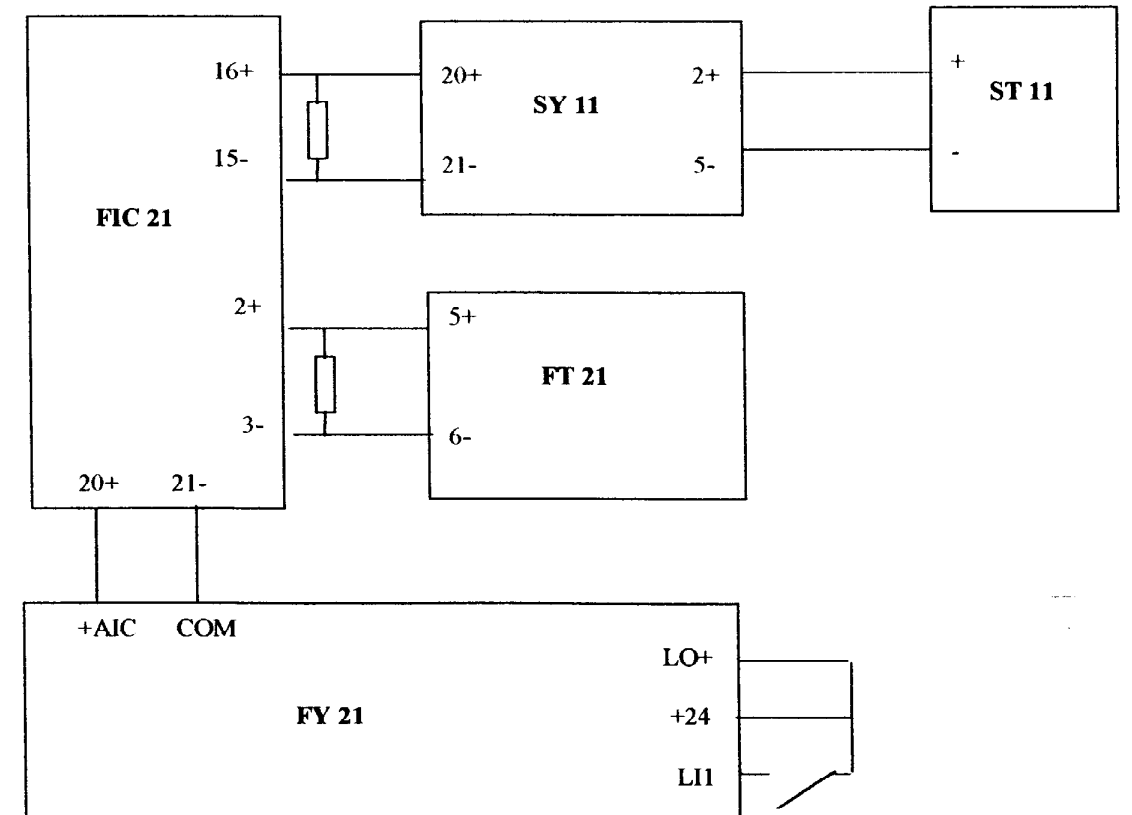 16+
15-
FIC 21
2+
3-
20+ 21-
20+ 2+
SY 11
21- 5-
+
ST 11
-
5+
FT 21
6-
+AIC COM
LO+
FY 21
+24
LI1